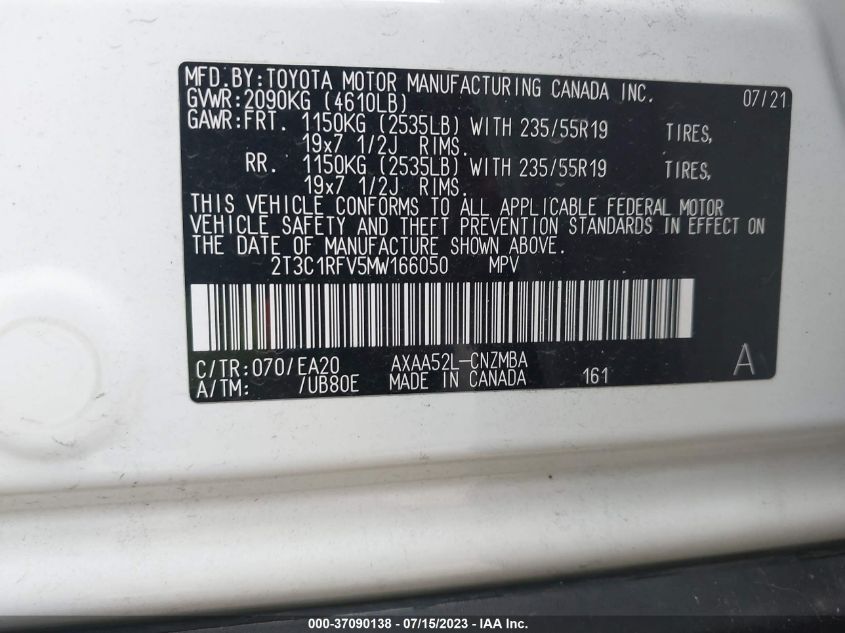 MFD.BY:TOYOTA MOTOR MANUFACTURING CANADA INC. 07/21
GVWR:2090KG (4610LB)
GAWR:FRT. 1150KG (2535LB) WITH 235/55R19 TIRES,
19x7 1/2J RIMS.
RR. 1150KG (2535LB) WITH 235/55R19 TIRES,
19x7 1/2J RIMS.
THIS VEHICLE CONFORMS TO ALL APPLICABLE FEDERAL MOTOR
VEHICLE SAFETY AND THEFT PREVENTION STANDARDS IN EFFECT ON
THE DATE OF MANUFACTURE SHOWN ABOVE.
2T3C1RFV5MW166050 MPV
C/TR:070/EA20 AXAA52L-CNZMBA A
A/TM: /UB80E MADE IN CANADA 161
000-37090138 - 07/15/2023 - IAA Inc.